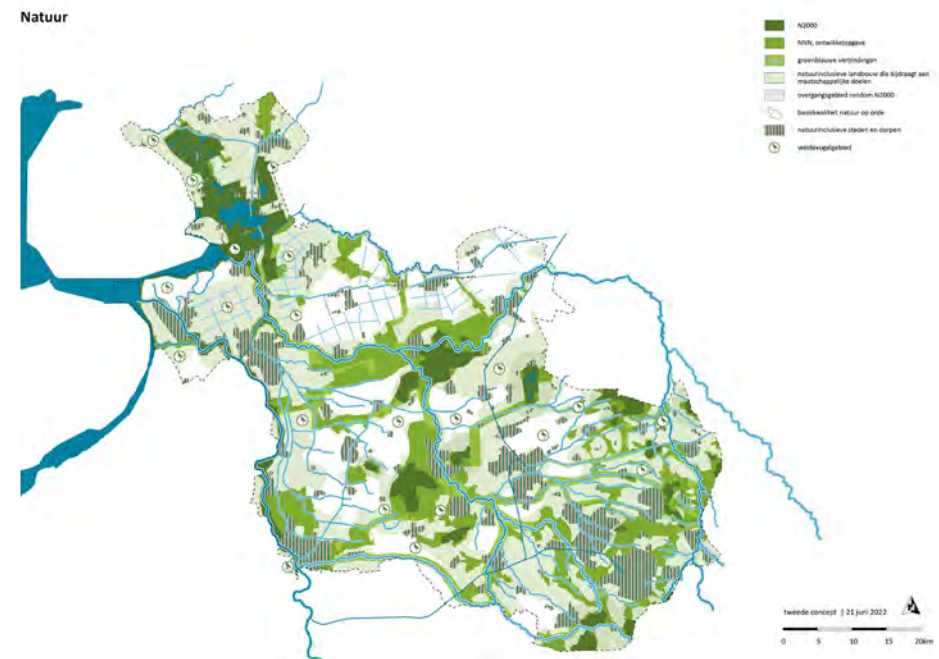 Natuur
N2000
NNN, ontwikkelopgave
groenblauwe verbindingen
natuurinclusieve landbouw die bijdraagt aan
maatschappelijke doelen
overgangsgebied rondom N2000
basiskwaliteit natuur op orde
natuurinclusieve steden en dorpen
weidevogelgebied
tweede concept | 21 juni 2022
0 5 10 15 20km